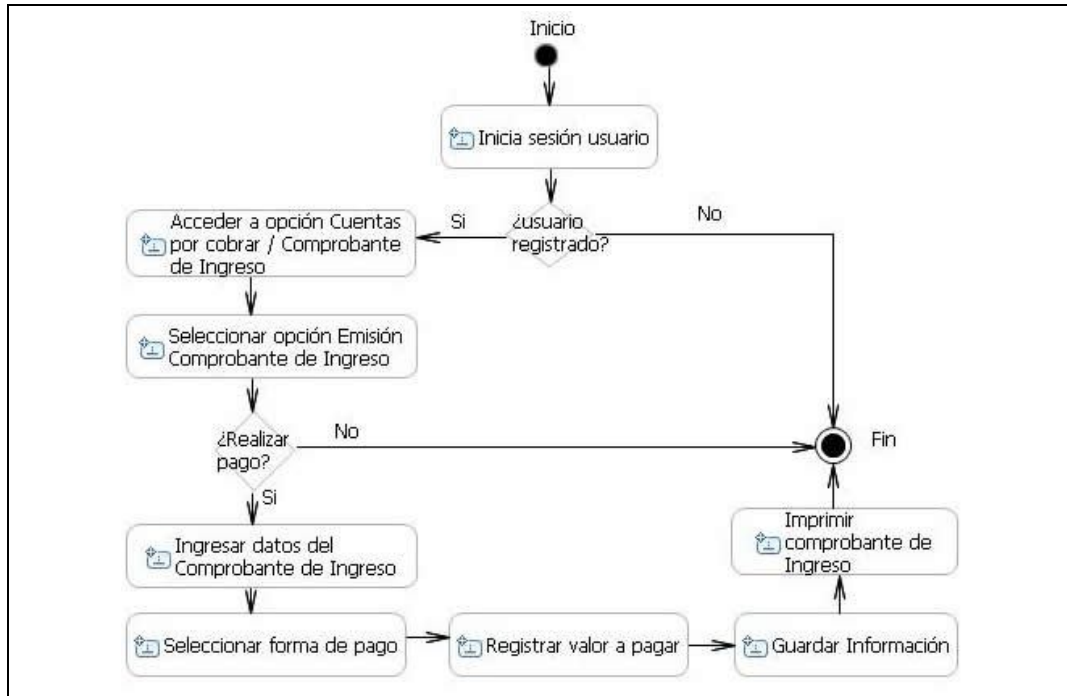 Inicio
Inicia sesión usuario
¿usuario
registrado?
Si
No
Acceder a opción Cuentas
por cobrar / Comprobante
de Ingreso
Seleccionar opción Emisión
Comprobante de Ingreso
¿Realizar
pago?
No
Fin
Si
Ingresar datos del
Comprobante de Ingreso
Imprimir
comprobante de
Ingreso
Seleccionar forma de pago
Registrar valor a pagar
Guardar Información